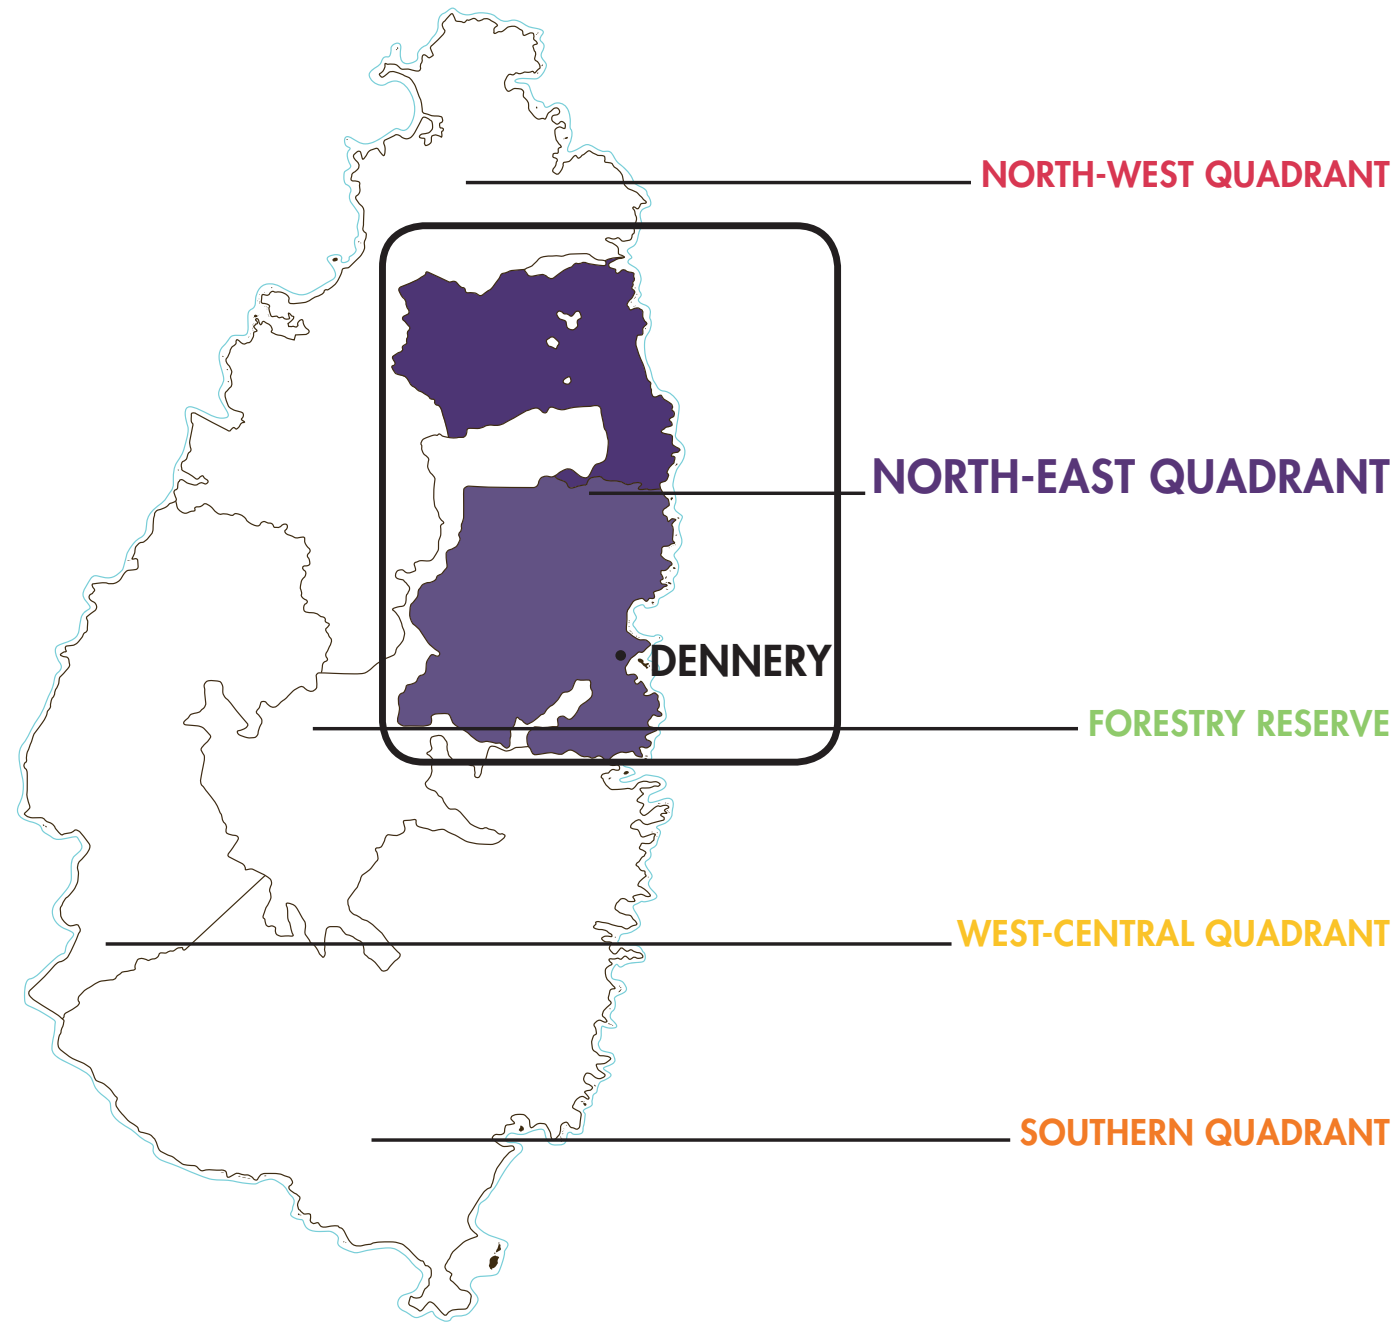 NORTH-WEST QUADRANT
NORTH-EAST QUADRANT
DENNERY
FORESTRY RESERVE
WEST-CENTRAL QUADRANT
SOUTHERN QUADRANT